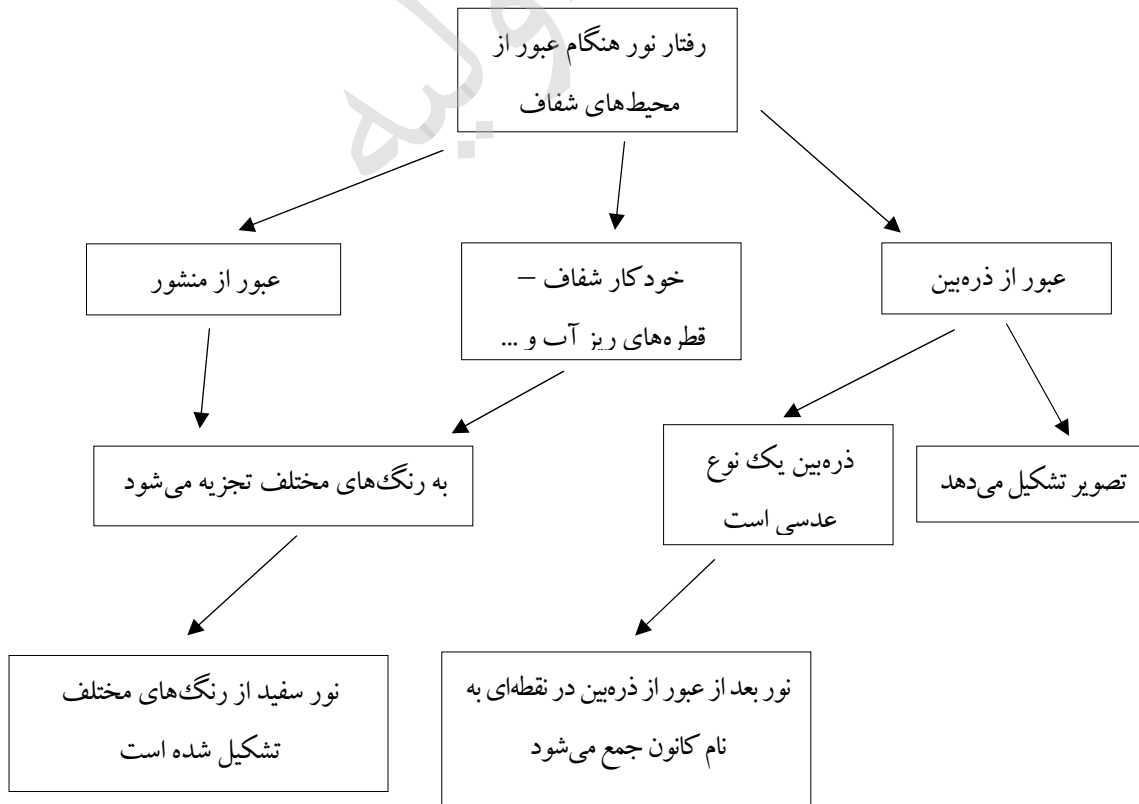 رفتار نور هنگام عبور از
محیط‌های شفاف
عبور از ذره‌بین
خودکار شفاف –
قطره‌های ریز آب و ...
عبور از منشور
تصویر تشکیل می‌دهد
ذره‌بین یک نوع
عدسی است
به رنگ‌های مختلف تجزیه می‌شود
نور بعد از عبور از ذره‌بین در نقطه‌ای به
نام کانون جمع می‌شود
نور سفید از رنگ‌های مختلف
تشکیل شده است